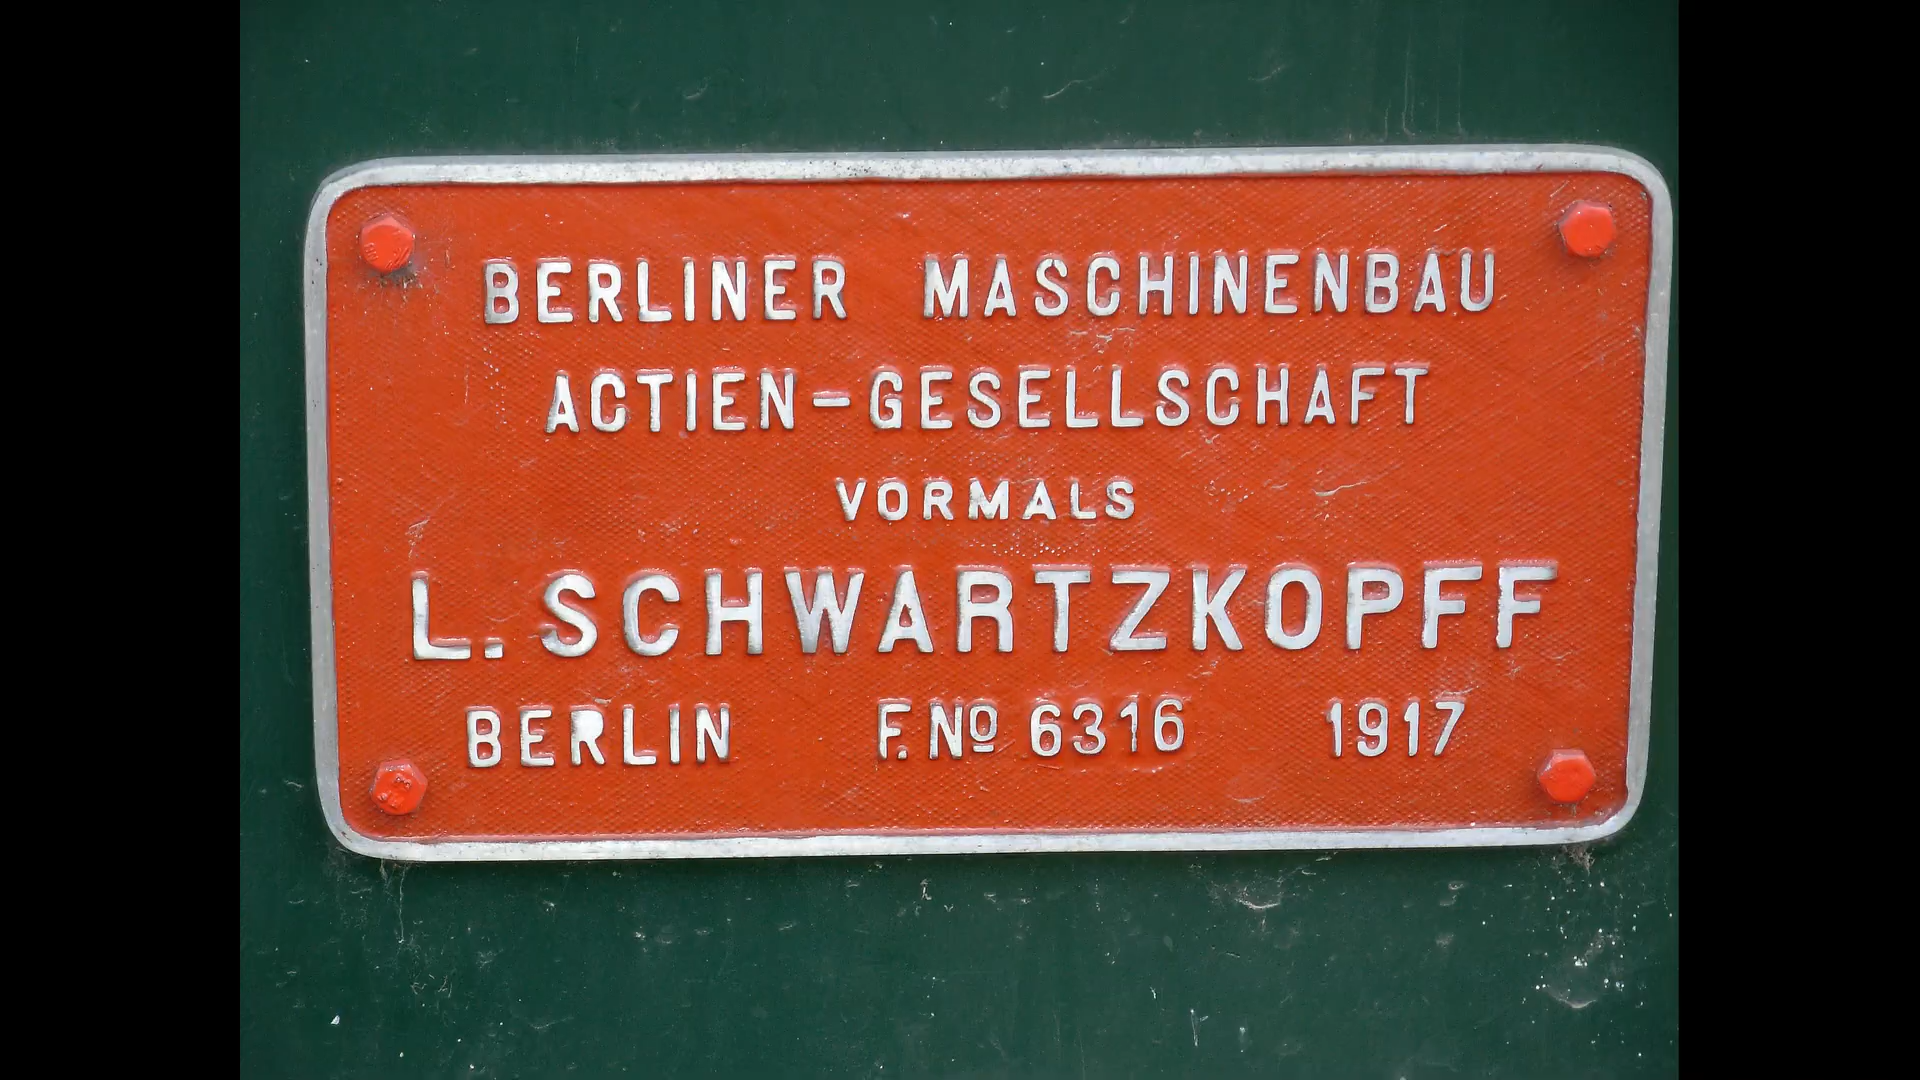 BERLINER MASCHINENBAU
ACTIEN-GESELLSCHAFT
VORMALS
L. SCHWARTZKOPFF
BERLIN F. Nº 6316 1917